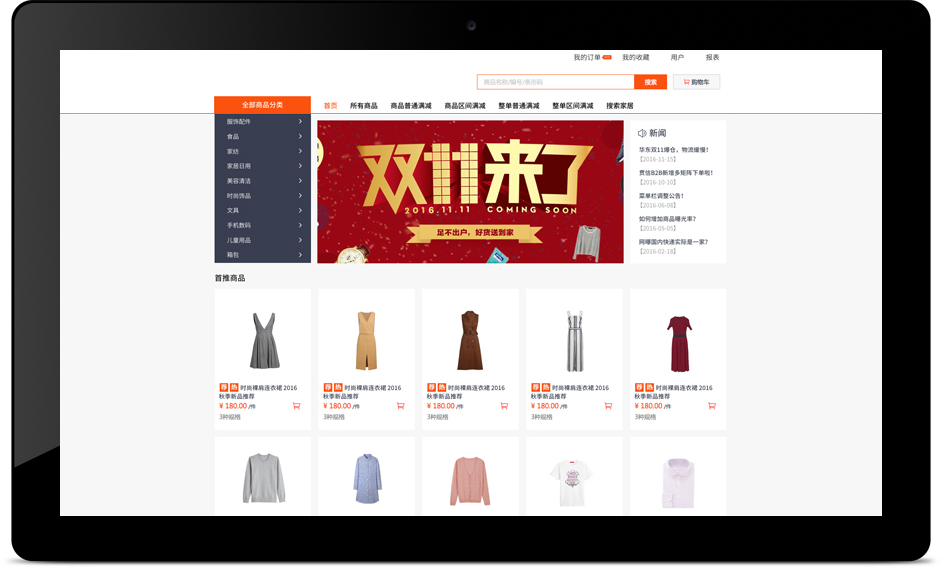 我的订单
我的收藏
用户
报表
商品名称/编号/条形码
搜索
购物车
全部商品分类
首页
所有商品
商品普通满减
商品区间满减
整单普通满减
整单区间满减
搜索家居
服饰配件
食品
家纺
家居日用
美容清洁
时尚饰品
文具
手机数码
儿童用品
箱包
双11来了
2016.11.11 COMING SOON
足不出户，好货送到家
新闻
华东双11爆仓，物流缓慢！
【2016-11-15】
贯信B2B新增多矩阵下单啦！
【2016-10-10】
菜单栏调整公告！
【2016-06-08】
如何增加商品曝光率？
【2016-05-05】
网曝国内快递实际是一家？
【2016-02-18】
首推商品
荐 热 时尚裸肩连衣裙 2016
秋季新品推荐
¥ 180.00 /件
3种规格
荐 热 时尚裸肩连衣裙 2016
秋季新品推荐
¥ 180.00 /件
3种规格
荐 热 时尚裸肩连衣裙 2016
秋季新品推荐
¥ 180.00 /件
3种规格
荐 热 时尚裸肩连衣裙 2016
秋季新品推荐
¥ 180.00 /件
3种规格
荐 热 时尚裸肩连衣裙 2016
秋季新品推荐
¥ 180.00 /件
3种规格